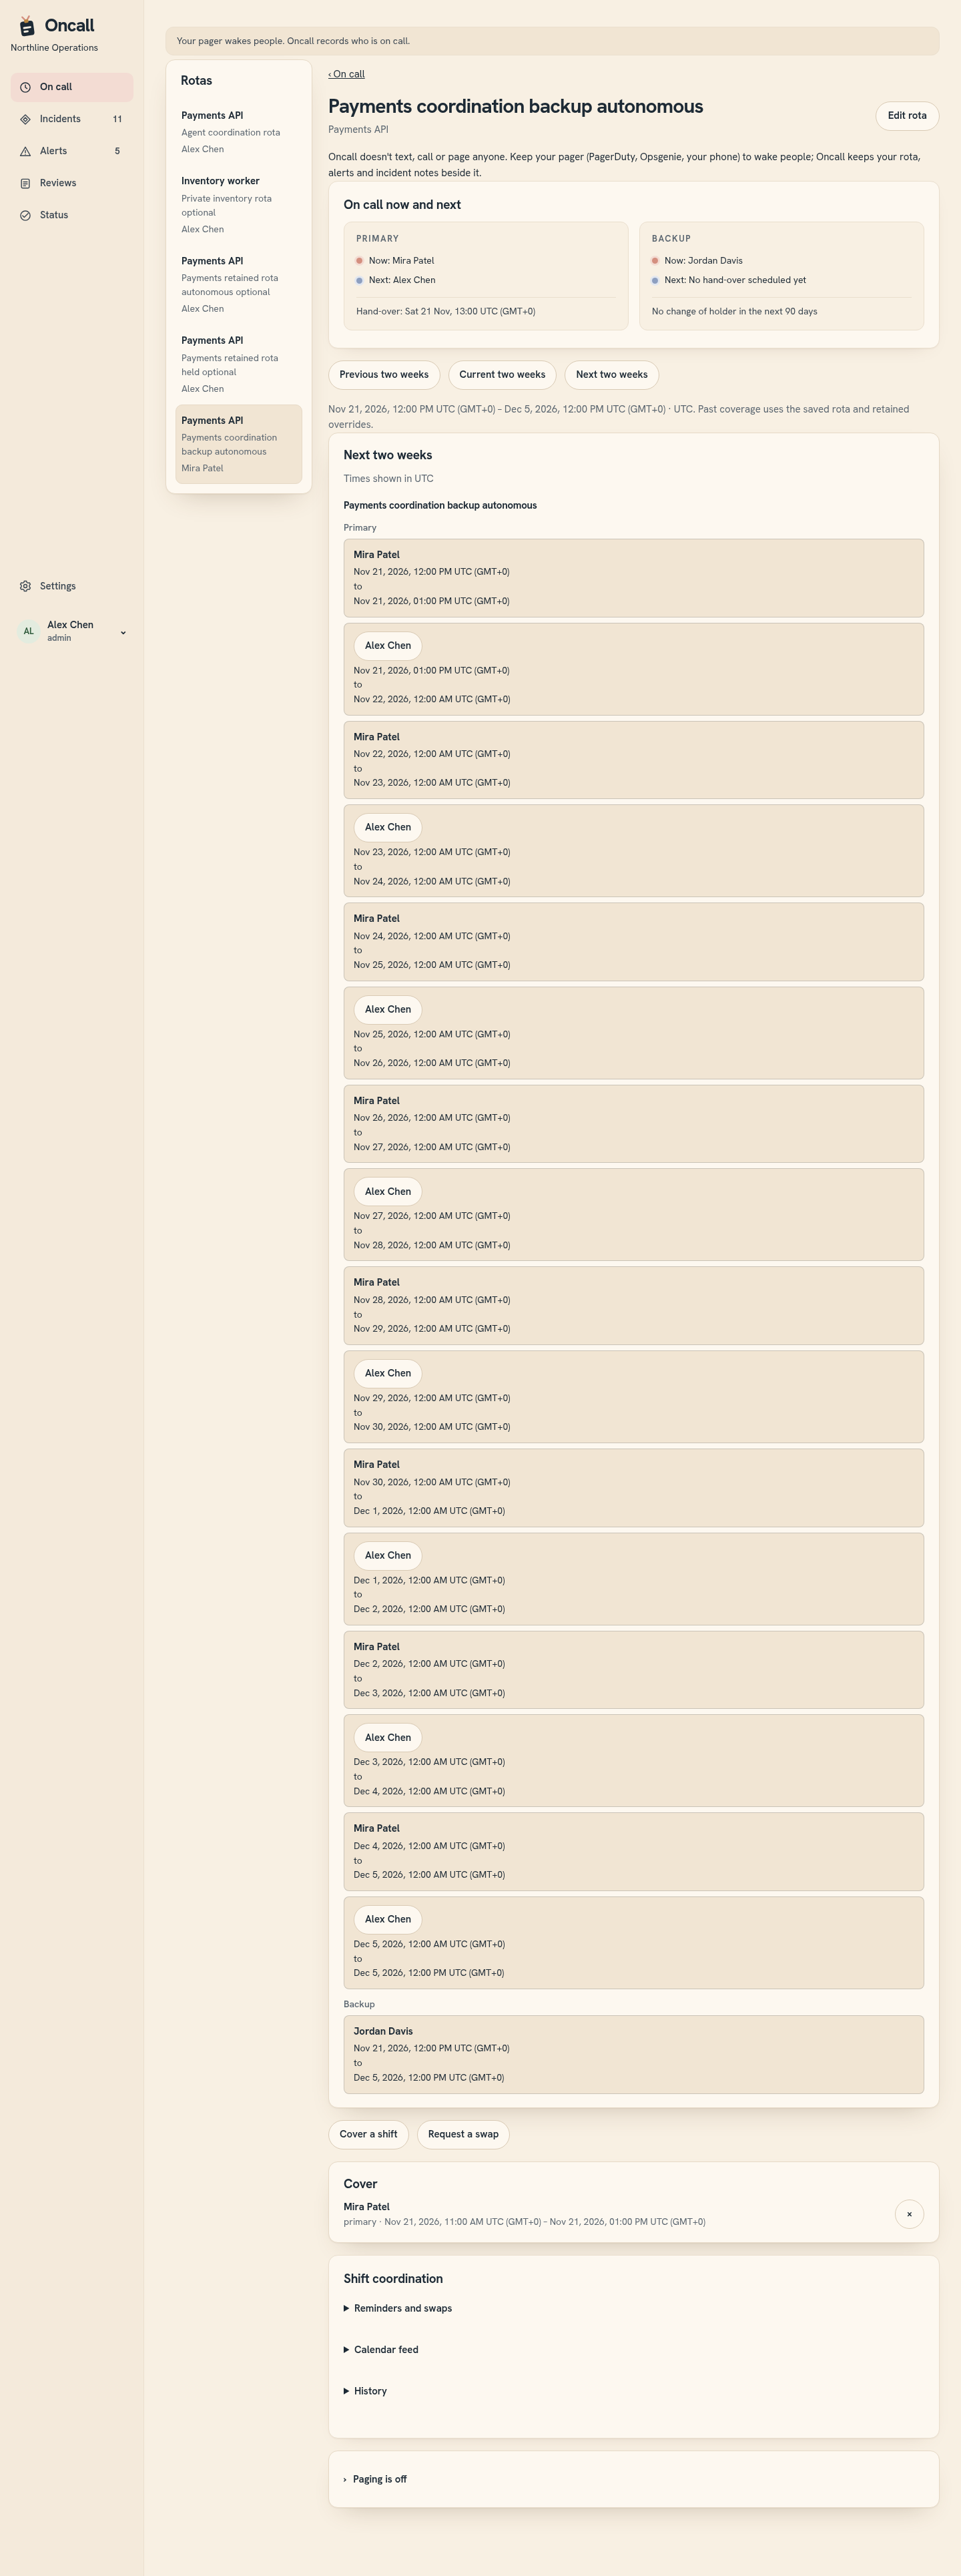 Oncall
Northline Operations
On call
Incidents 11
Alerts 5
Reviews
Status
Settings
AL
Alex Chen
admin
Your pager wakes people. Oncall records who is on call.
Rotas
Payments API
Agent coordination rota
Alex Chen
Inventory worker
Private inventory rota
optional
Alex Chen
Payments API
Payments retained rota
autonomous optional
Alex Chen
Payments API
Payments retained rota
held optional
Alex Chen
Payments API
Payments coordination
backup autonomous
Mira Patel
‹ On call
Payments coordination backup autonomous
Payments API
Edit rota
Oncall doesn't text, call or page anyone. Keep your pager (PagerDuty, Opsgenie, your phone) to wake people; Oncall keeps your rota,
alerts and incident notes beside it.
On call now and next
PRIMARY
Now: Mira Patel
Next: Alex Chen
Hand-over: Sat 21 Nov, 13:00 UTC (GMT+0)
BACKUP
Now: Jordan Davis
Next: No hand-over scheduled yet
No change of holder in the next 90 days
Previous two weeks
Current two weeks
Next two weeks
Nov 21, 2026, 12:00 PM UTC (GMT+0) – Dec 5, 2026, 12:00 PM UTC (GMT+0) · UTC. Past coverage uses the saved rota and retained
overrides.
Next two weeks
Times shown in UTC
Payments coordination backup autonomous
Primary
Mira Patel
Nov 21, 2026, 12:00 PM UTC (GMT+0)
to
Nov 21, 2026, 01:00 PM UTC (GMT+0)
Alex Chen
Nov 21, 2026, 01:00 PM UTC (GMT+0)
to
Nov 22, 2026, 12:00 AM UTC (GMT+0)
Mira Patel
Nov 22, 2026, 12:00 AM UTC (GMT+0)
to
Nov 23, 2026, 12:00 AM UTC (GMT+0)
Alex Chen
Nov 23, 2026, 12:00 AM UTC (GMT+0)
to
Nov 24, 2026, 12:00 AM UTC (GMT+0)
Mira Patel
Nov 24, 2026, 12:00 AM UTC (GMT+0)
to
Nov 25, 2026, 12:00 AM UTC (GMT+0)
Alex Chen
Nov 25, 2026, 12:00 AM UTC (GMT+0)
to
Nov 26, 2026, 12:00 AM UTC (GMT+0)
Mira Patel
Nov 26, 2026, 12:00 AM UTC (GMT+0)
to
Nov 27, 2026, 12:00 AM UTC (GMT+0)
Alex Chen
Nov 27, 2026, 12:00 AM UTC (GMT+0)
to
Nov 28, 2026, 12:00 AM UTC (GMT+0)
Mira Patel
Nov 28, 2026, 12:00 AM UTC (GMT+0)
to
Nov 29, 2026, 12:00 AM UTC (GMT+0)
Alex Chen
Nov 29, 2026, 12:00 AM UTC (GMT+0)
to
Nov 30, 2026, 12:00 AM UTC (GMT+0)
Mira Patel
Nov 30, 2026, 12:00 AM UTC (GMT+0)
to
Dec 1, 2026, 12:00 AM UTC (GMT+0)
Alex Chen
Dec 1, 2026, 12:00 AM UTC (GMT+0)
to
Dec 2, 2026, 12:00 AM UTC (GMT+0)
Mira Patel
Dec 2, 2026, 12:00 AM UTC (GMT+0)
to
Dec 3, 2026, 12:00 AM UTC (GMT+0)
Alex Chen
Dec 3, 2026, 12:00 AM UTC (GMT+0)
to
Dec 4, 2026, 12:00 AM UTC (GMT+0)
Mira Patel
Dec 4, 2026, 12:00 AM UTC (GMT+0)
to
Dec 5, 2026, 12:00 AM UTC (GMT+0)
Alex Chen
Dec 5, 2026, 12:00 AM UTC (GMT+0)
to
Dec 5, 2026, 12:00 PM UTC (GMT+0)
Backup
Jordan Davis
Nov 21, 2026, 12:00 PM UTC (GMT+0)
to
Dec 5, 2026, 12:00 PM UTC (GMT+0)
Cover a shift
Request a swap
Cover
Mira Patel
primary · Nov 21, 2026, 11:00 AM UTC (GMT+0) – Nov 21, 2026, 01:00 PM UTC (GMT+0)
×
Shift coordination
Reminders and swaps
Calendar feed
History
› Paging is off